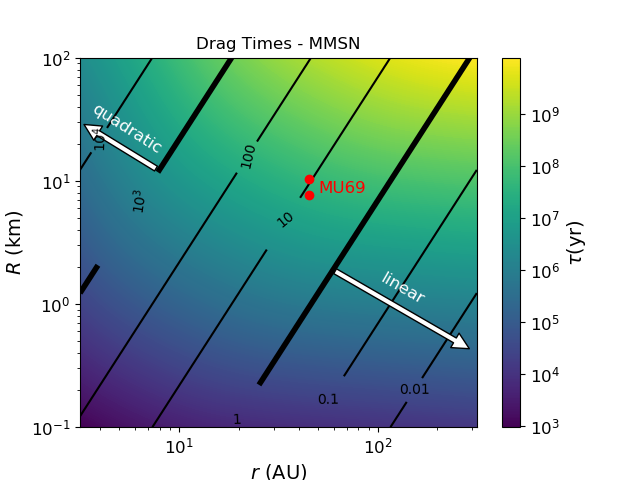 Drag Times - MMSN
10²
10¹
10⁰
10⁻¹
R (km)
10¹
10²
r (AU)
quadratic
10⁴
10³
100
10
MU69
linear
0.1
0.01
1
10⁹
10⁸
10⁷
10⁶
10⁵
10⁴
10³
τ(yr)